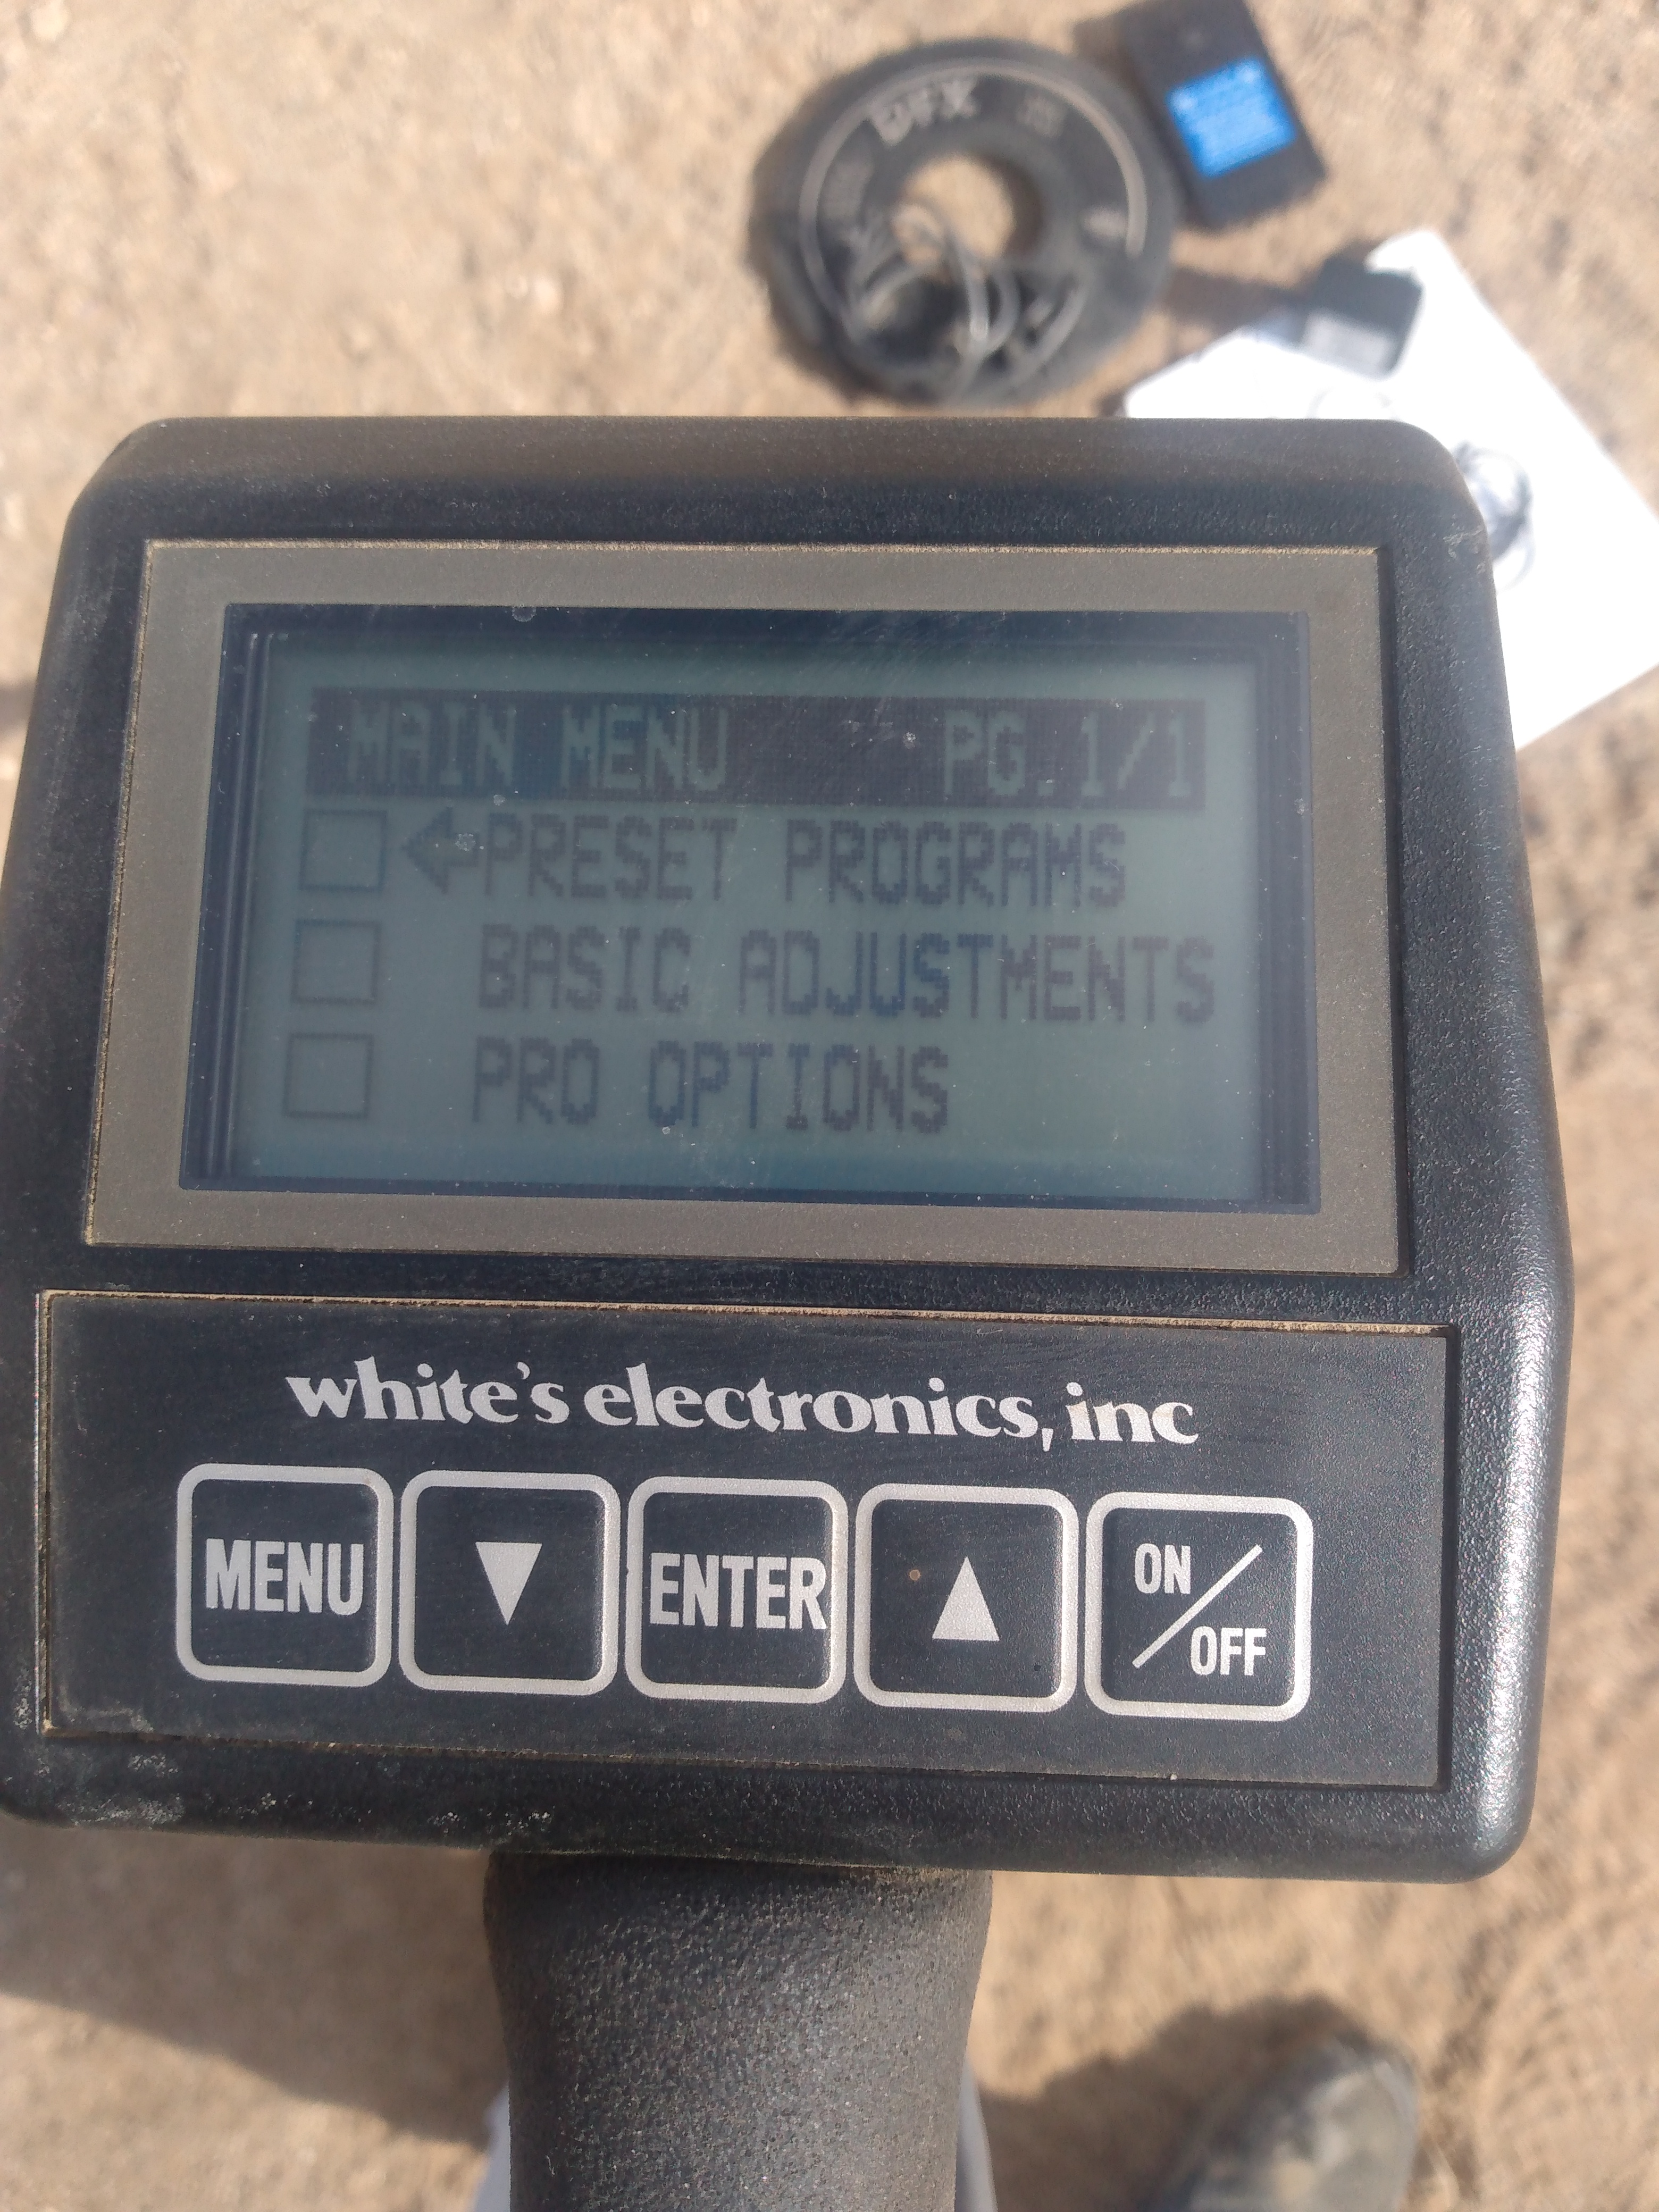 DFX
MAIN MENU PG.1/1
PRESET PROGRAMS
BASIC ADJUSTMENTS
PRO OPTIONS
white's electronics, inc
MENU ▼ ENTER ▲ ON/OFF